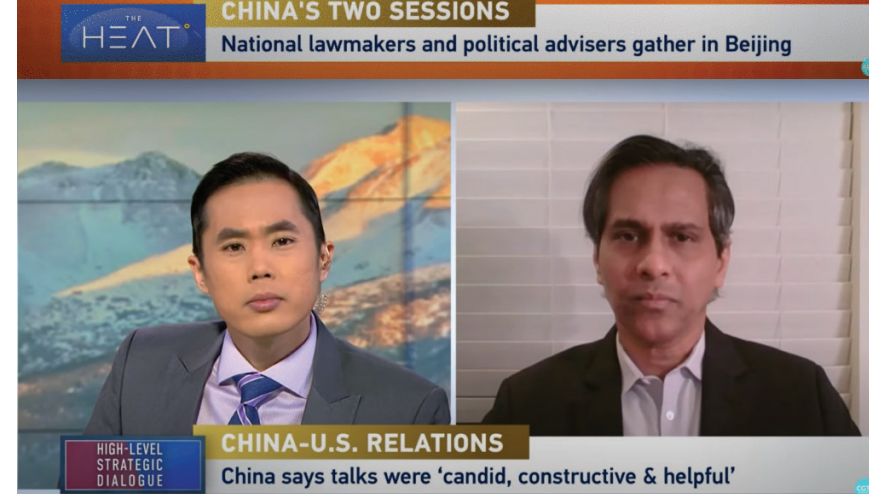 CHINA'S TWO SESSIONS
THE
HEAT
National lawmakers and political advisers gather in Beijing
HIGH-LEVEL
STRATEGIC
DIALOGUE
CHINA-U.S. RELATIONS
China says talks were ‘candid, constructive & helpful’